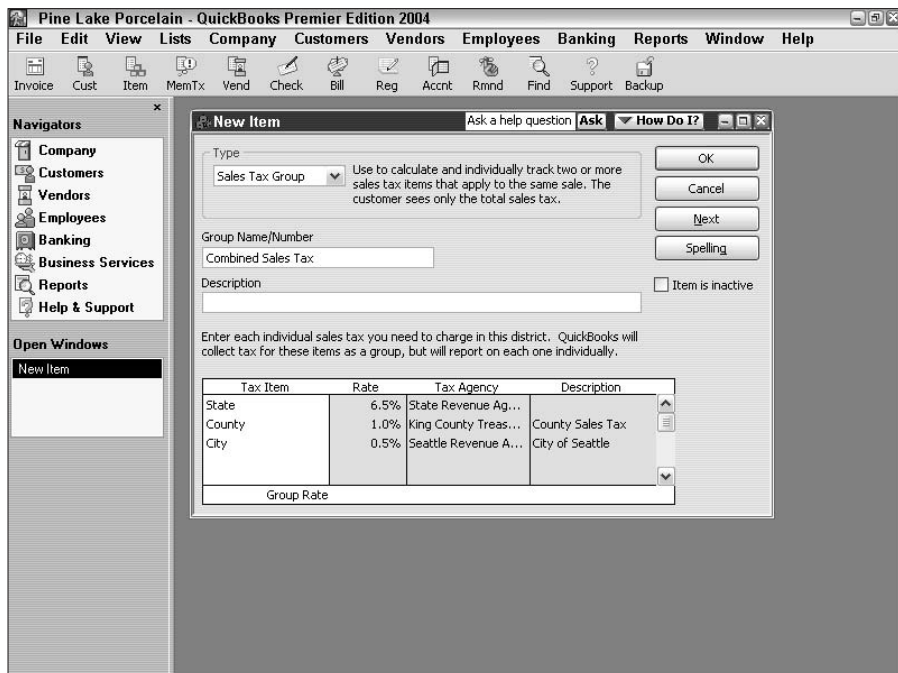 Pine Lake Porcelain - QuickBooks Premier Edition 2004
File Edit View Lists Company Customers Vendors Employees Banking Reports Window Help
Invoice Cust Item MemTx Vend Check Bill Reg Accnt Rmnd Find Support Backup
Navigators
Company
Customers
Vendors
Employees
Banking
Business Services
Reports
Help & Support
Open Windows
New Item
New Item Ask a help question Ask How Do I?
Type
Sales Tax Group
Use to calculate and individually track two or more
sales tax items that apply to the same sale. The
customer sees only the total sales tax.
OK
Cancel
Next
Spelling
Item is inactive
Group Name/Number
Combined Sales Tax
Description
Enter each individual sales tax you need to charge in this district. QuickBooks will
collect tax for these items as a group, but will report on each one individually.
Tax Item Rate Tax Agency Description
State 6.5% State Revenue Ag...
County 1.0% King County Treas... County Sales Tax
City 0.5% Seattle Revenue A... City of Seattle
Group Rate